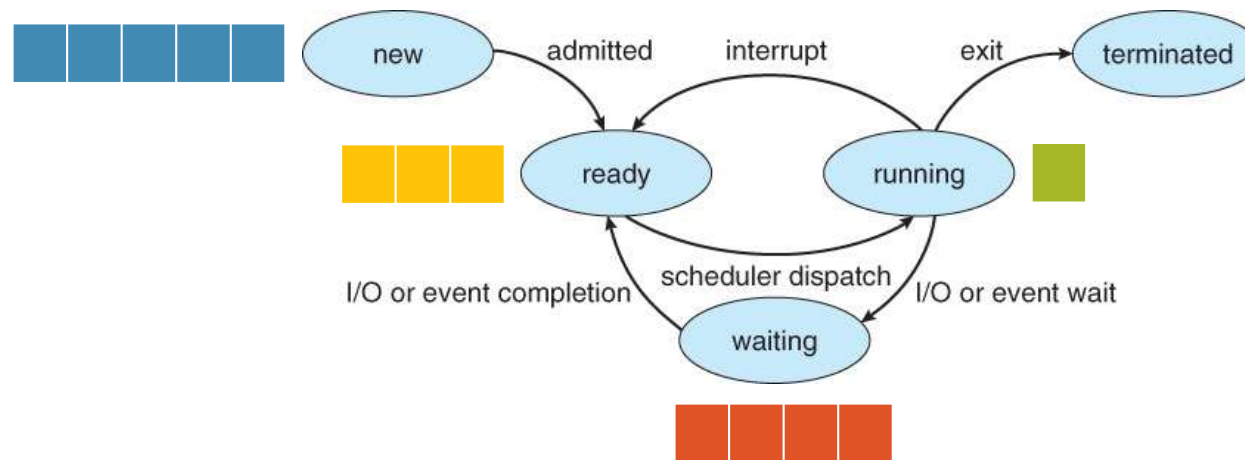 new
admitted
interrupt
exit
terminated
ready
running
scheduler dispatch
I/O or event completion
I/O or event wait
waiting